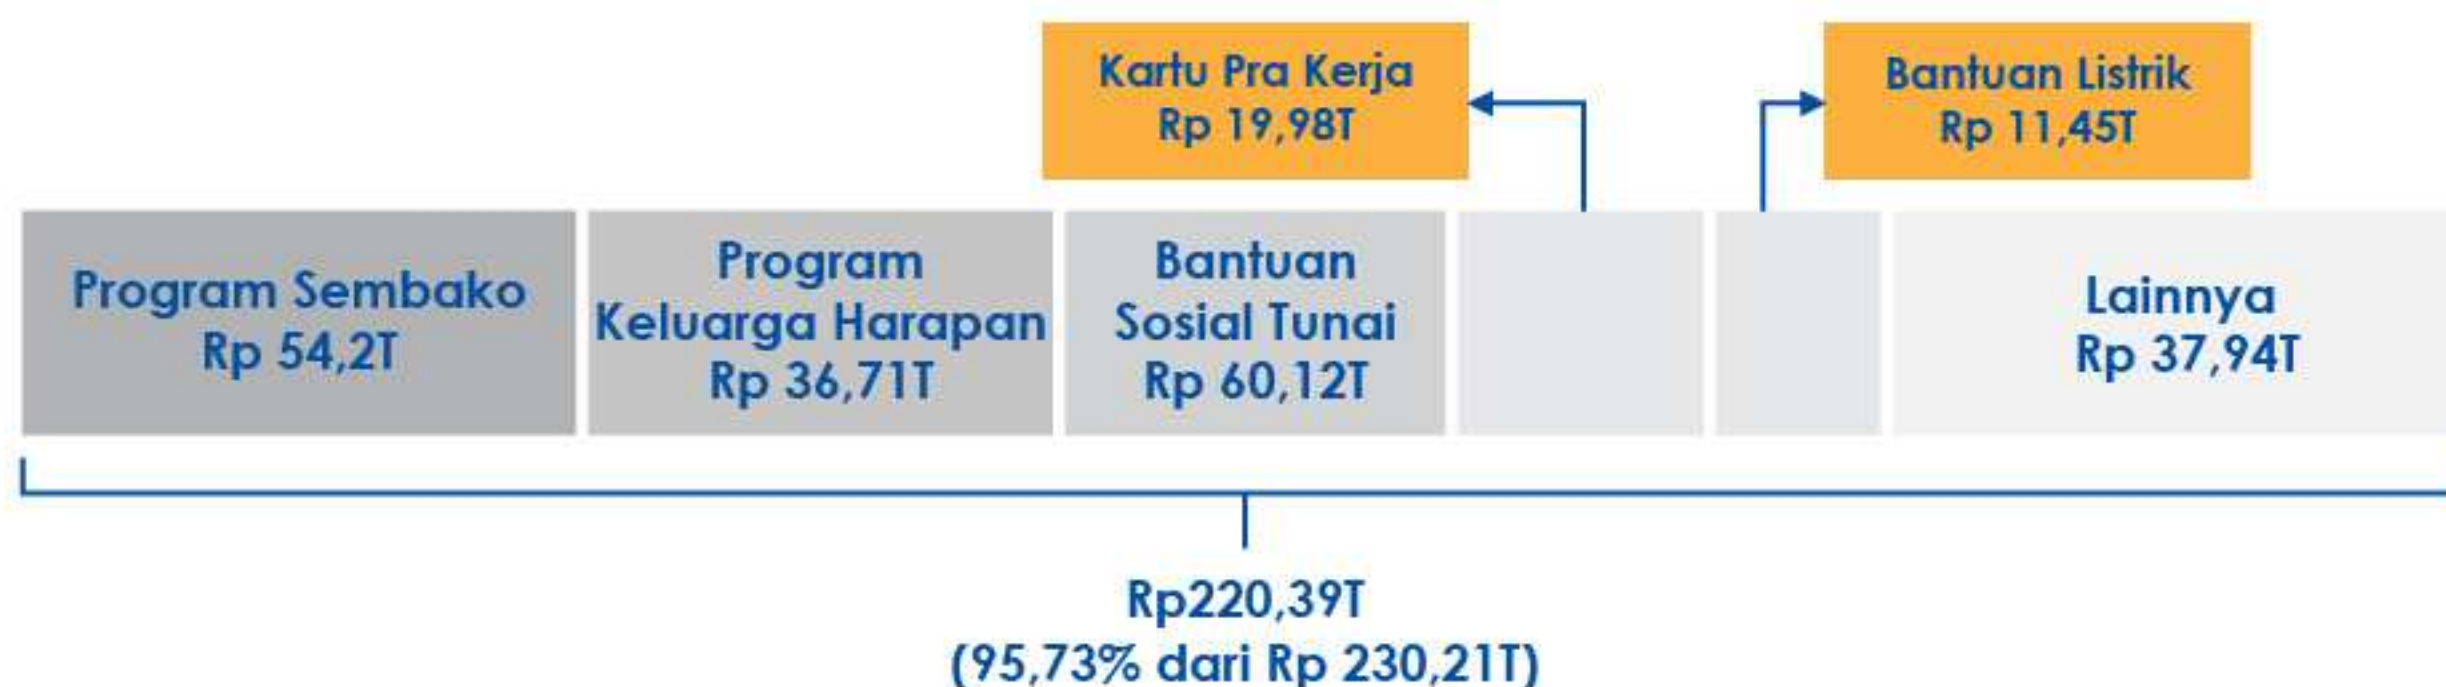 Kartu Pra Kerja
Rp 19,98T
Bantuan Listrik
Rp 11,45T
Program Sembako
Rp 54,2T
Program
Keluarga Harapan
Rp 36,71T
Bantuan
Sosial Tunai
Rp 60,12T
Lainnya
Rp 37,94T
Rp220,39T
(95,73% dari Rp 230,21T)